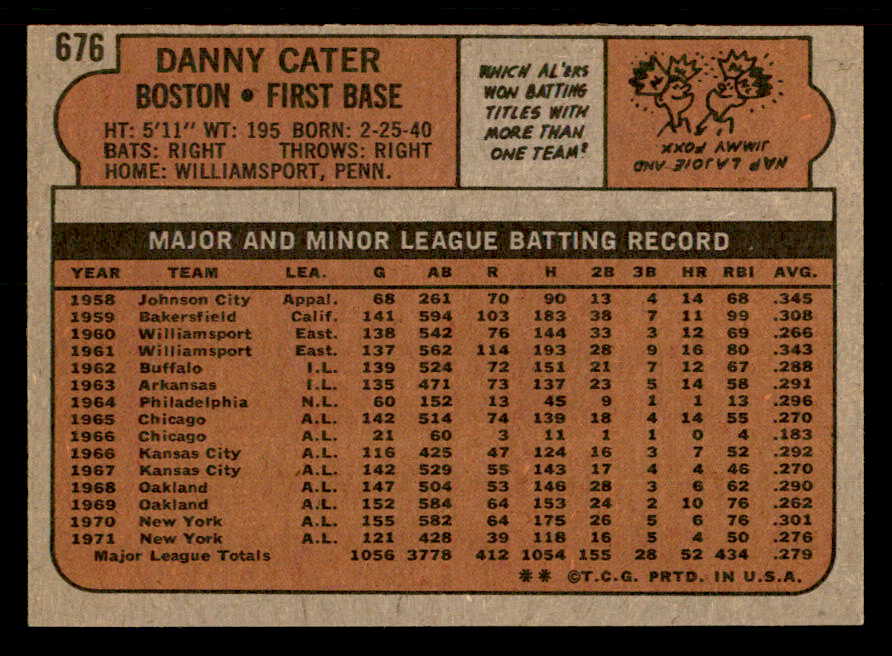 676
DANNY CATER
BOSTON • FIRST BASE
HT: 5'11" WT: 195 BORN: 2-25-40
BATS: RIGHT THROWS: RIGHT
HOME: WILLIAMSPORT, PENN.
WHICH AL'ERS
WON BATTING
TITLES WITH
MORE THAN
ONE TEAM?
NAP LAJOIE AND
JIMMY FOXX
MAJOR AND MINOR LEAGUE BATTING RECORD
YEAR TEAM LEA. G AB R H 2B 3B HR RBI AVG.
1958 Johnson City Appal. 68 261 70 90 13 4 14 68 .345
1959 Bakersfield Calif. 141 594 103 183 38 7 11 99 .308
1960 Williamsport East. 138 542 76 144 33 3 12 69 .266
1961 Williamsport East. 137 562 114 193 28 9 16 80 .343
1962 Buffalo I.L. 139 524 72 151 21 7 12 67 .288
1963 Arkansas I.L. 135 471 73 137 23 5 14 58 .291
1964 Philadelphia N.L. 60 152 13 45 9 1 1 13 .296
1965 Chicago A.L. 142 514 74 139 18 4 14 55 .270
1966 Chicago A.L. 21 60 3 11 1 1 0 4 .183
1966 Kansas City A.L. 116 425 47 124 16 3 7 52 .292
1967 Kansas City A.L. 142 529 55 143 17 4 4 46 .270
1968 Oakland A.L. 147 504 53 146 28 3 6 62 .290
1969 Oakland A.L. 152 584 64 153 24 2 10 76 .262
1970 New York A.L. 155 582 64 175 26 5 6 76 .301
1971 New York A.L. 121 428 39 118 16 5 4 50 .276
Major League Totals 1056 3778 412 1054 155 28 52 434 .279
** ©T.C.G. PRTD. IN U.S.A.